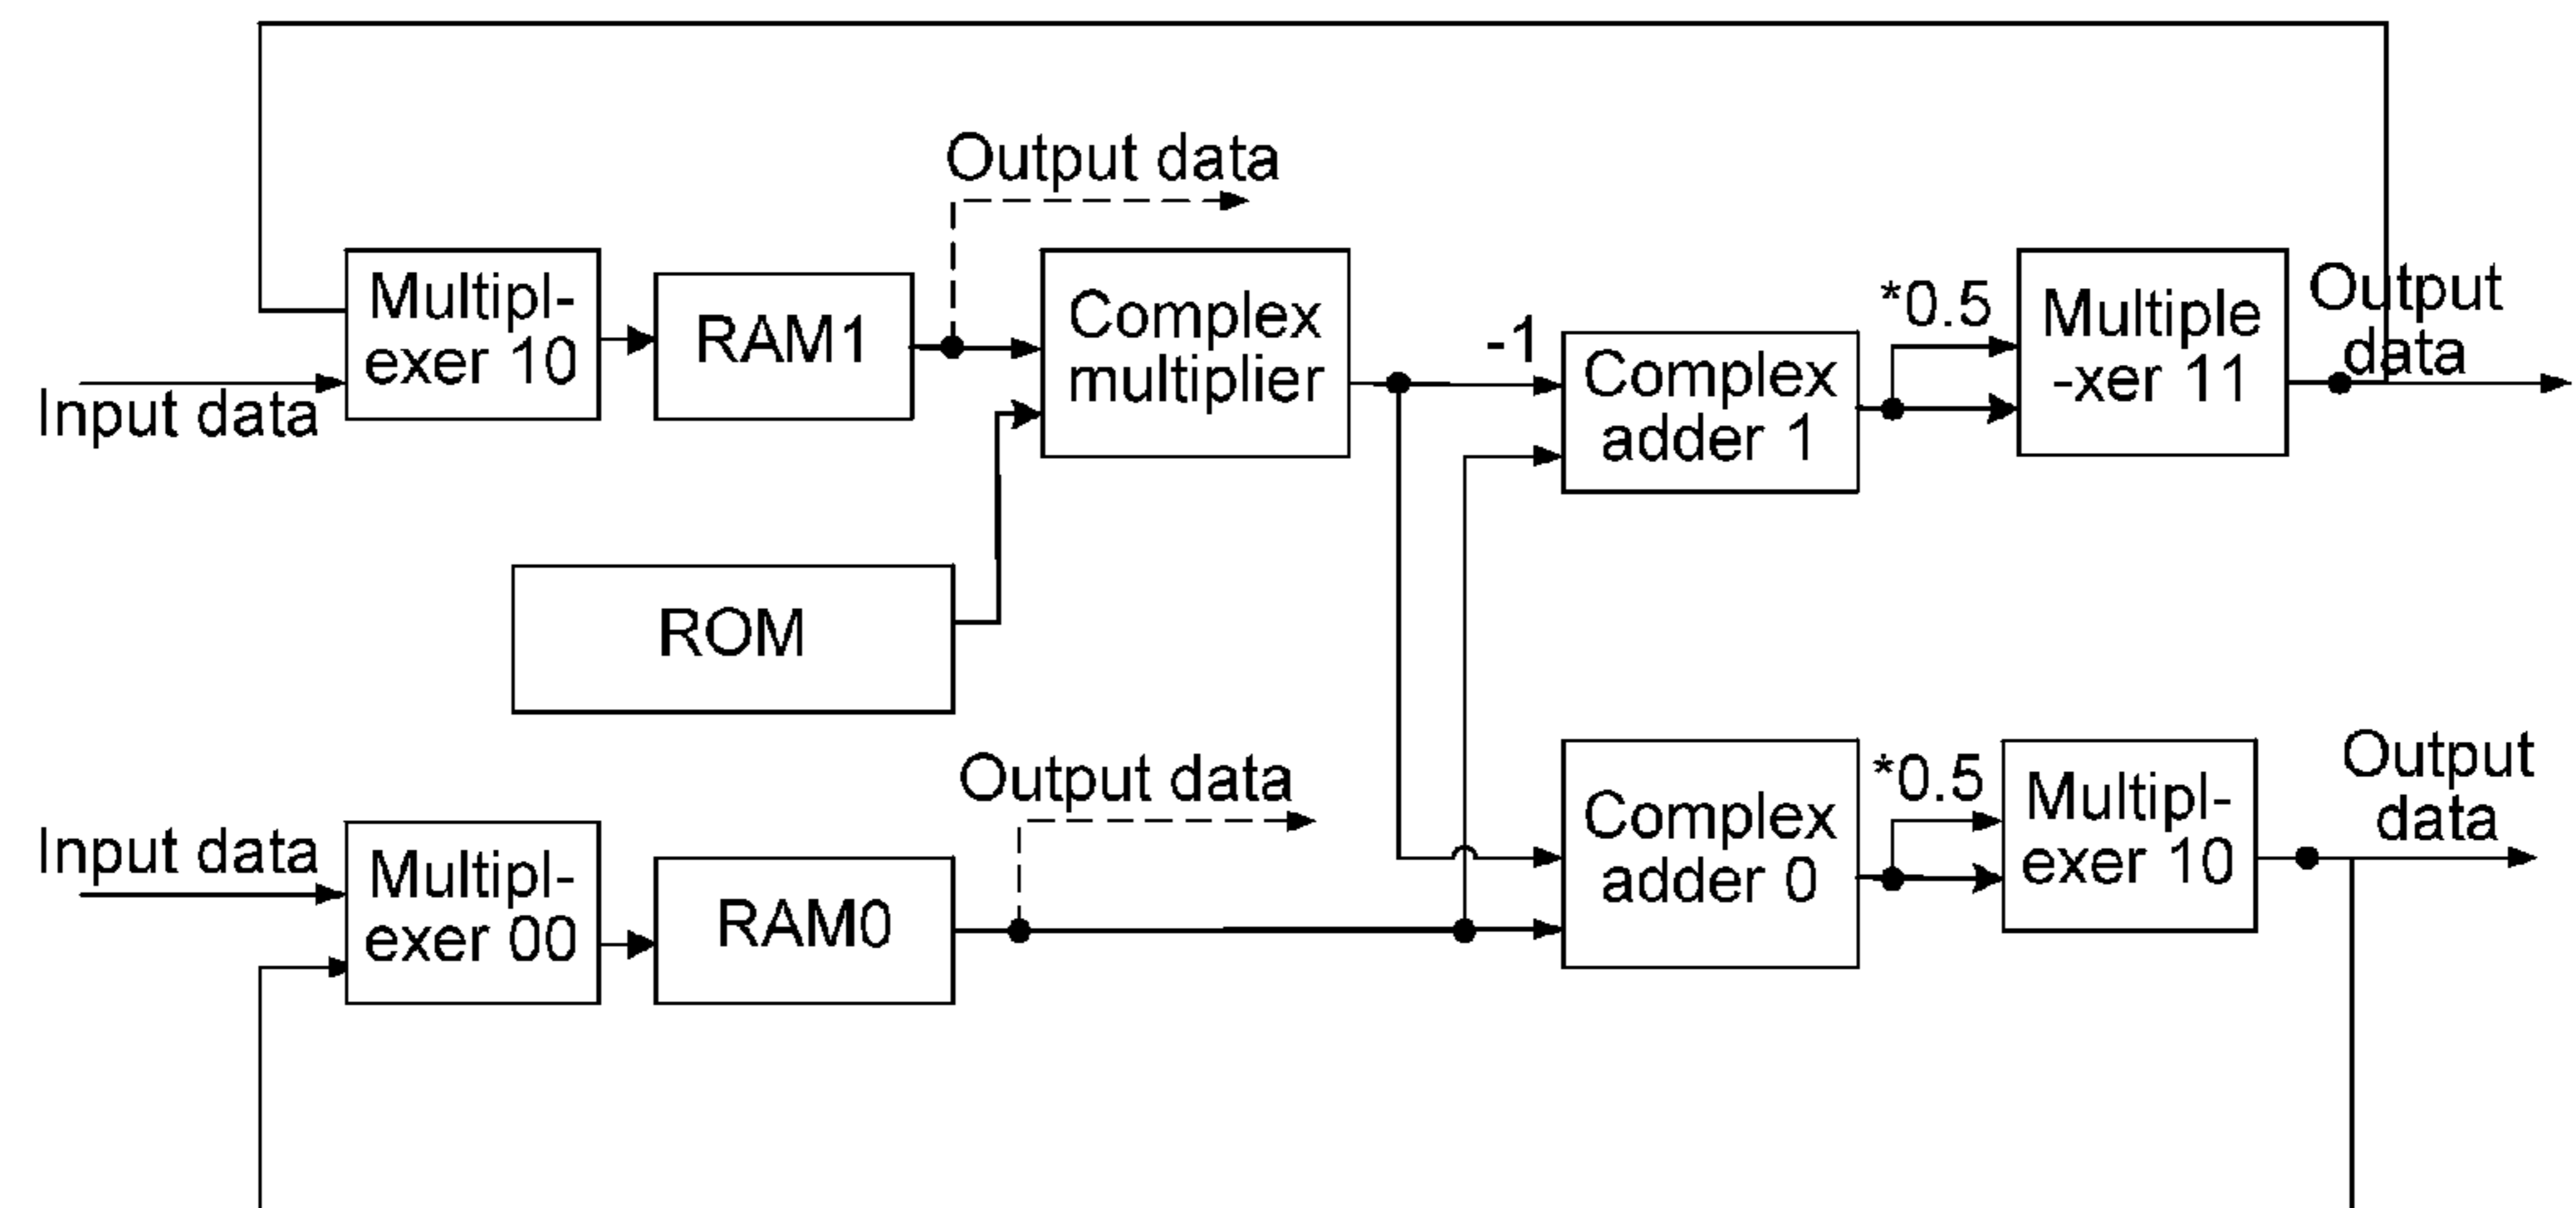 Output data
Multipl-
exer 10
Input data
RAM1
Complex
multiplier
-1
Complex
adder 1
*0.5
Multiple
-xer 11
Output
data
ROM
Input data
Multipl-
exer 00
RAM0
Output data
Complex
adder 0
*0.5
Multipl-
exer 10
Output
data